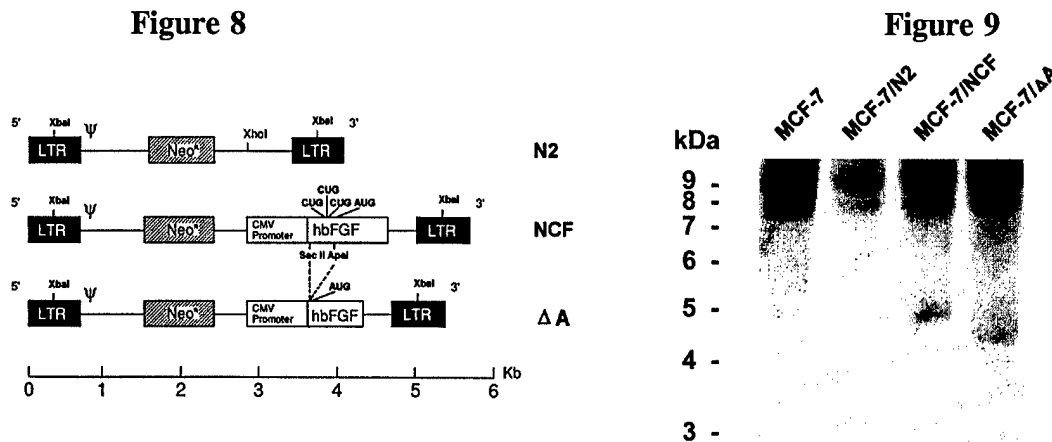 Figure 8
5' XbaI Ψ XhoI XbaI 3'
LTR Neo LTR N2
CUG
CUG CUG AUG
5' XbaI Ψ XbaI 3'
LTR Neo CMV Promoter hbFGF LTR NCF
Sec II ApaI
5' XbaI Ψ AUG XbaI 3'
LTR Neo CMV Promoter hbFGF LTR Δ A
Kb
0 1 2 3 4 5 6
Figure 9
MCF-7 MCF-7/N2 MCF-7/NCF MCF-7/ΔA
kDa
9 -
8 -
7 -
6 -
5 -
4 -
3 -